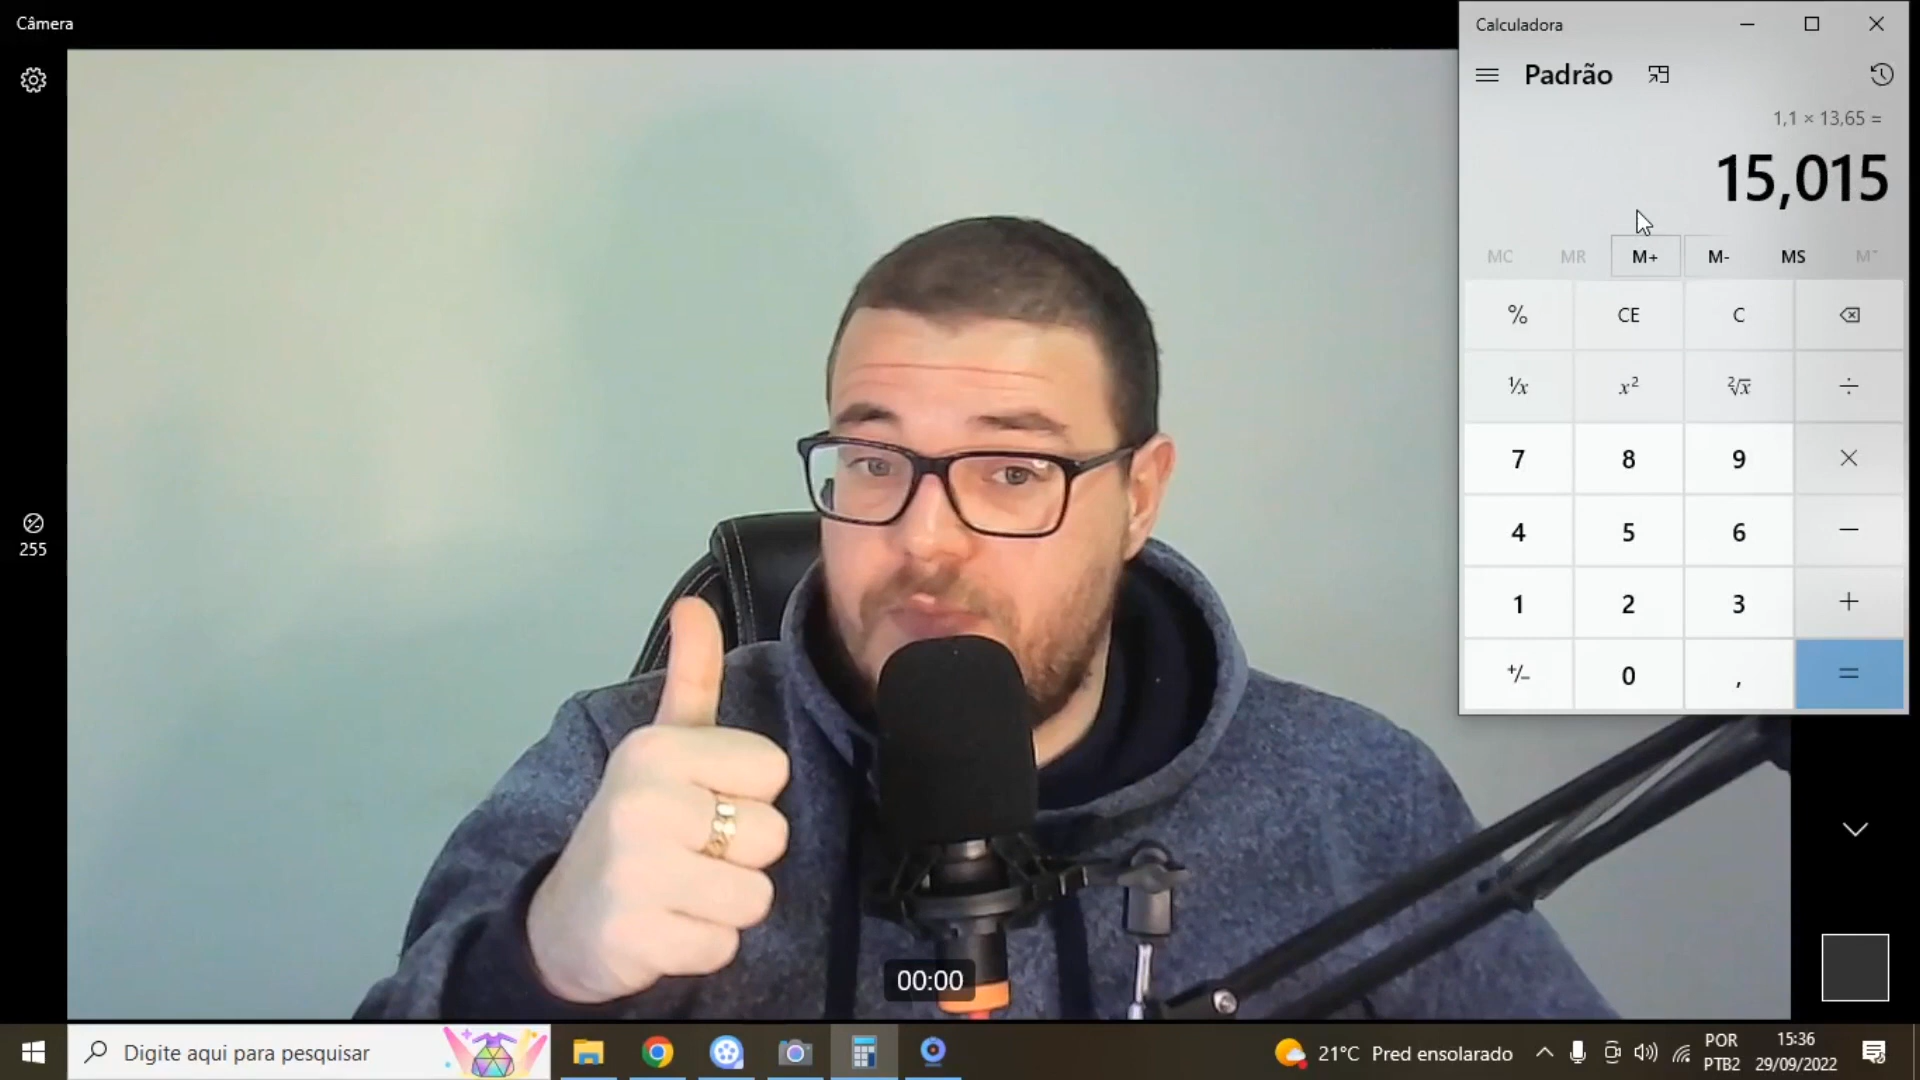 Câmera
255
00:00
Calculadora
Padrão
1,1 × 13,65 =
15,015
MC MR M+ M- MS M˅
% CE C
¹/x x² ²√x ÷
7 8 9 ×
4 5 6 −
1 2 3 +
+/− 0 , =
Digite aqui para pesquisar
21°C Pred ensolarado
POR
PTB2
15:36
29/09/2022